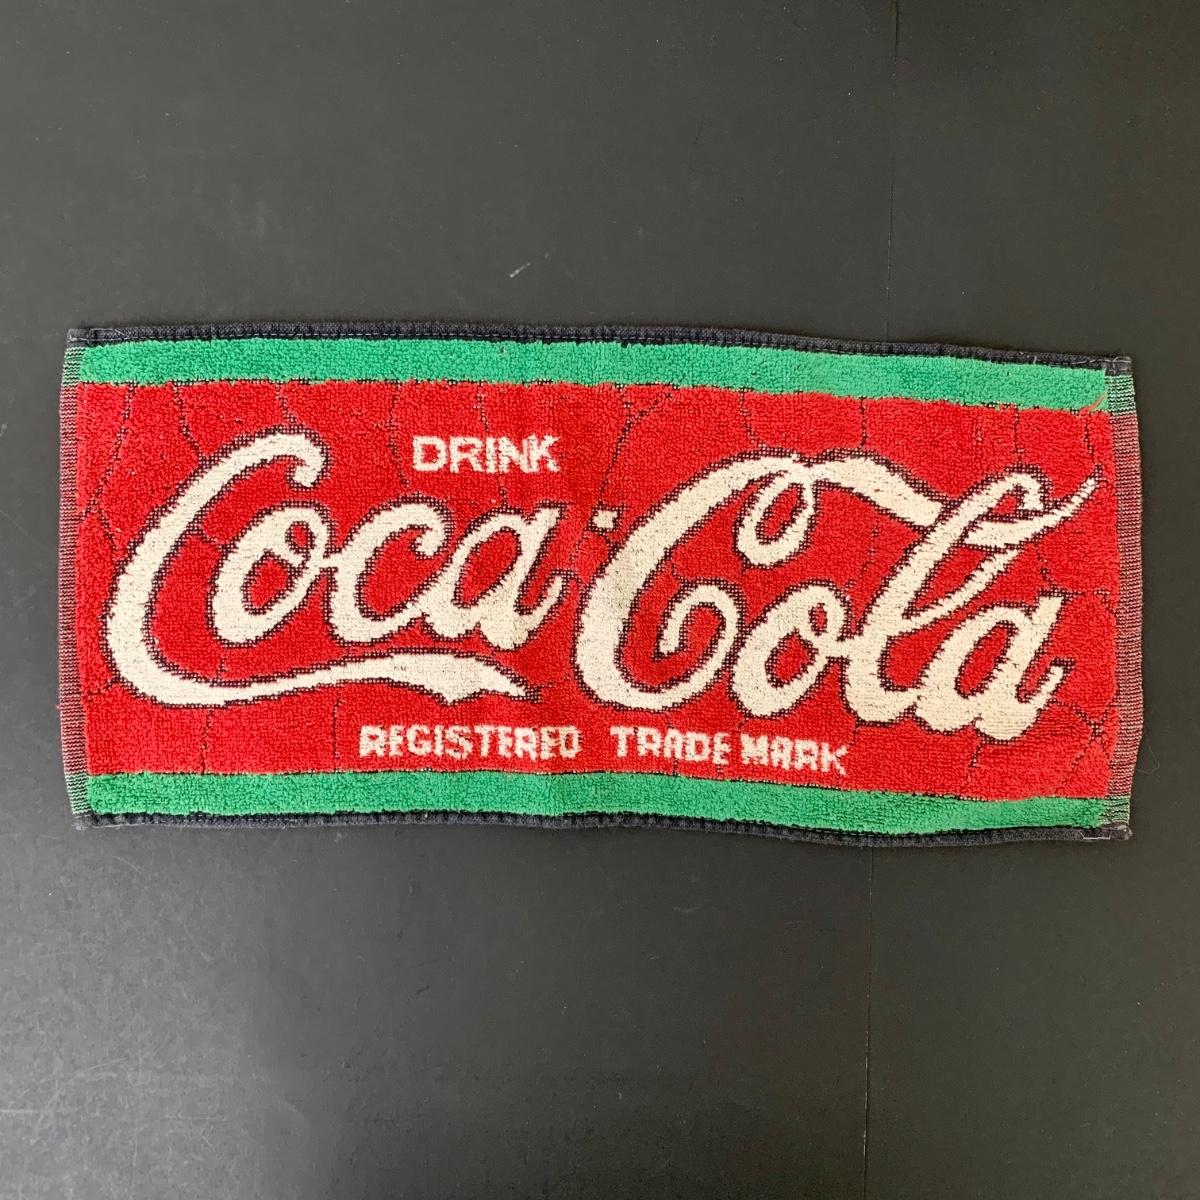 DRINK
Coca-Cola
REGISTERED TRADE MARK